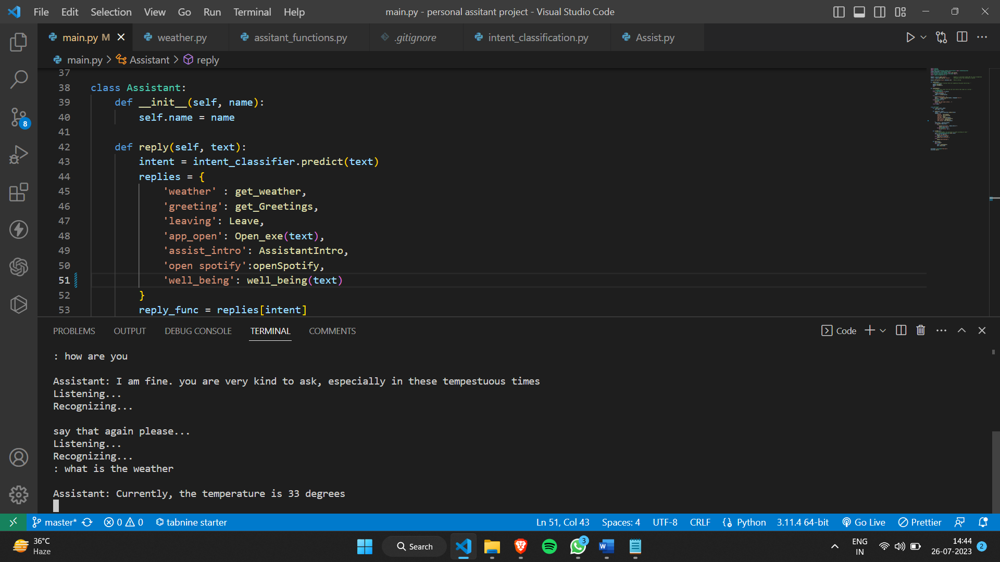 File Edit Selection View Go Run Terminal Help
main.py - personal assitant project - Visual Studio Code
main.py M
weather.py
assitant_functions.py
.gitignore
intent_classification.py
Assist.py
main.py > Assistant > reply
37
38 class Assistant:
39 def __init__(self, name):
40 self.name = name
41
42 def reply(self, text):
43 intent = intent_classifier.predict(text)
44 replies = {
45 'weather' : get_weather,
46 'greeting': get_Greetings,
47 'leaving': Leave,
48 'app_open': Open_exe(text),
49 'assist_intro': AssistantIntro,
50 'open spotify':openSpotify,
51 'well_being': well_being(text)
52 }
53 reply_func = replies[intent]
8
PROBLEMS OUTPUT DEBUG CONSOLE TERMINAL COMMENTS
Code
: how are you
Assistant: I am fine. you are very kind to ask, especially in these tempestuous times
Listening...
Recognizing...
say that again please...
Listening...
Recognizing...
: what is the weather
Assistant: Currently, the temperature is 33 degrees
master* 0 0 tabnine starter
Ln 51, Col 43 Spaces: 4 UTF-8 CRLF Python 3.11.4 64-bit Go Live Prettier
36°C
Haze
Search
3
ENG
IN
14:44
26-07-2023
2